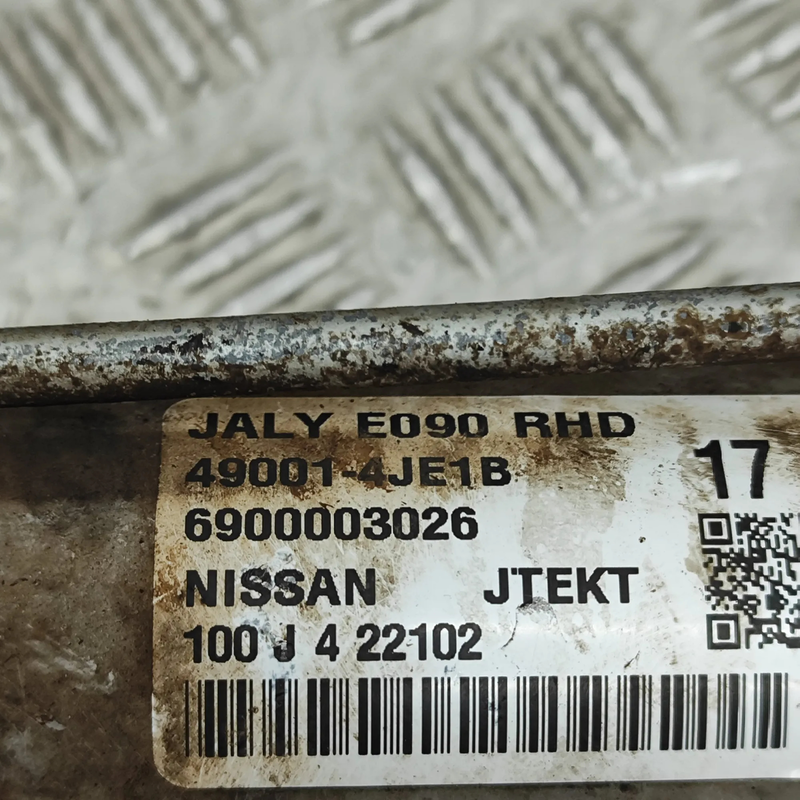 JALY E090 RHD
49001-4JE1B
17
6900003026
NISSAN JTEKT
100 J 4 22102